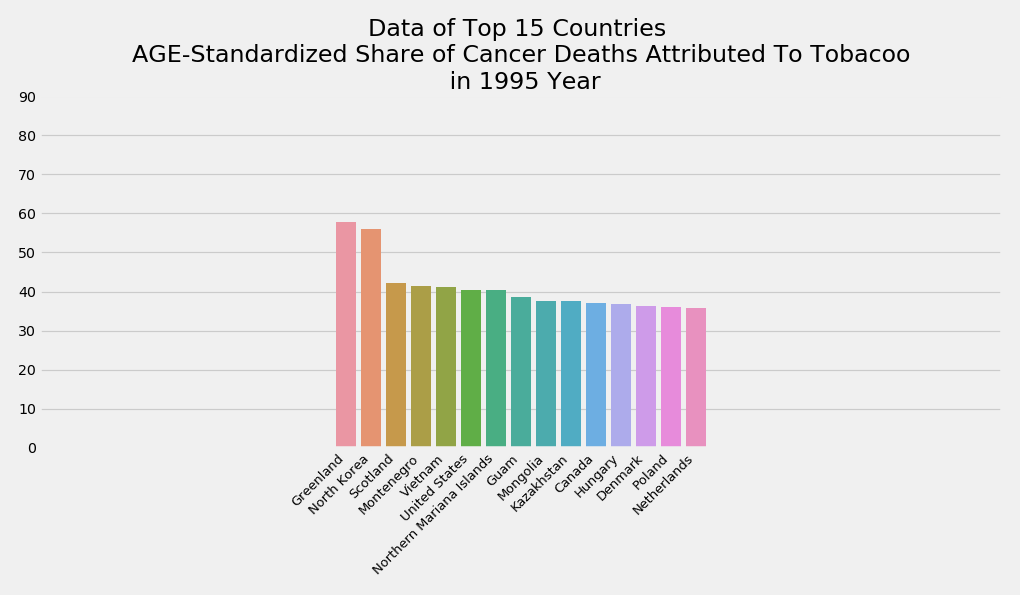 Data of Top 15 Countries
AGE-Standardized Share of Cancer Deaths Attributed To Tobacoo
in 1995 Year
90
80
70
60
50
40
30
20
10
0
Greenland
North Korea
Scotland
Montenegro
Vietnam
United States
Northern Mariana Islands
Guam
Mongolia
Kazakhstan
Canada
Hungary
Denmark
Poland
Netherlands